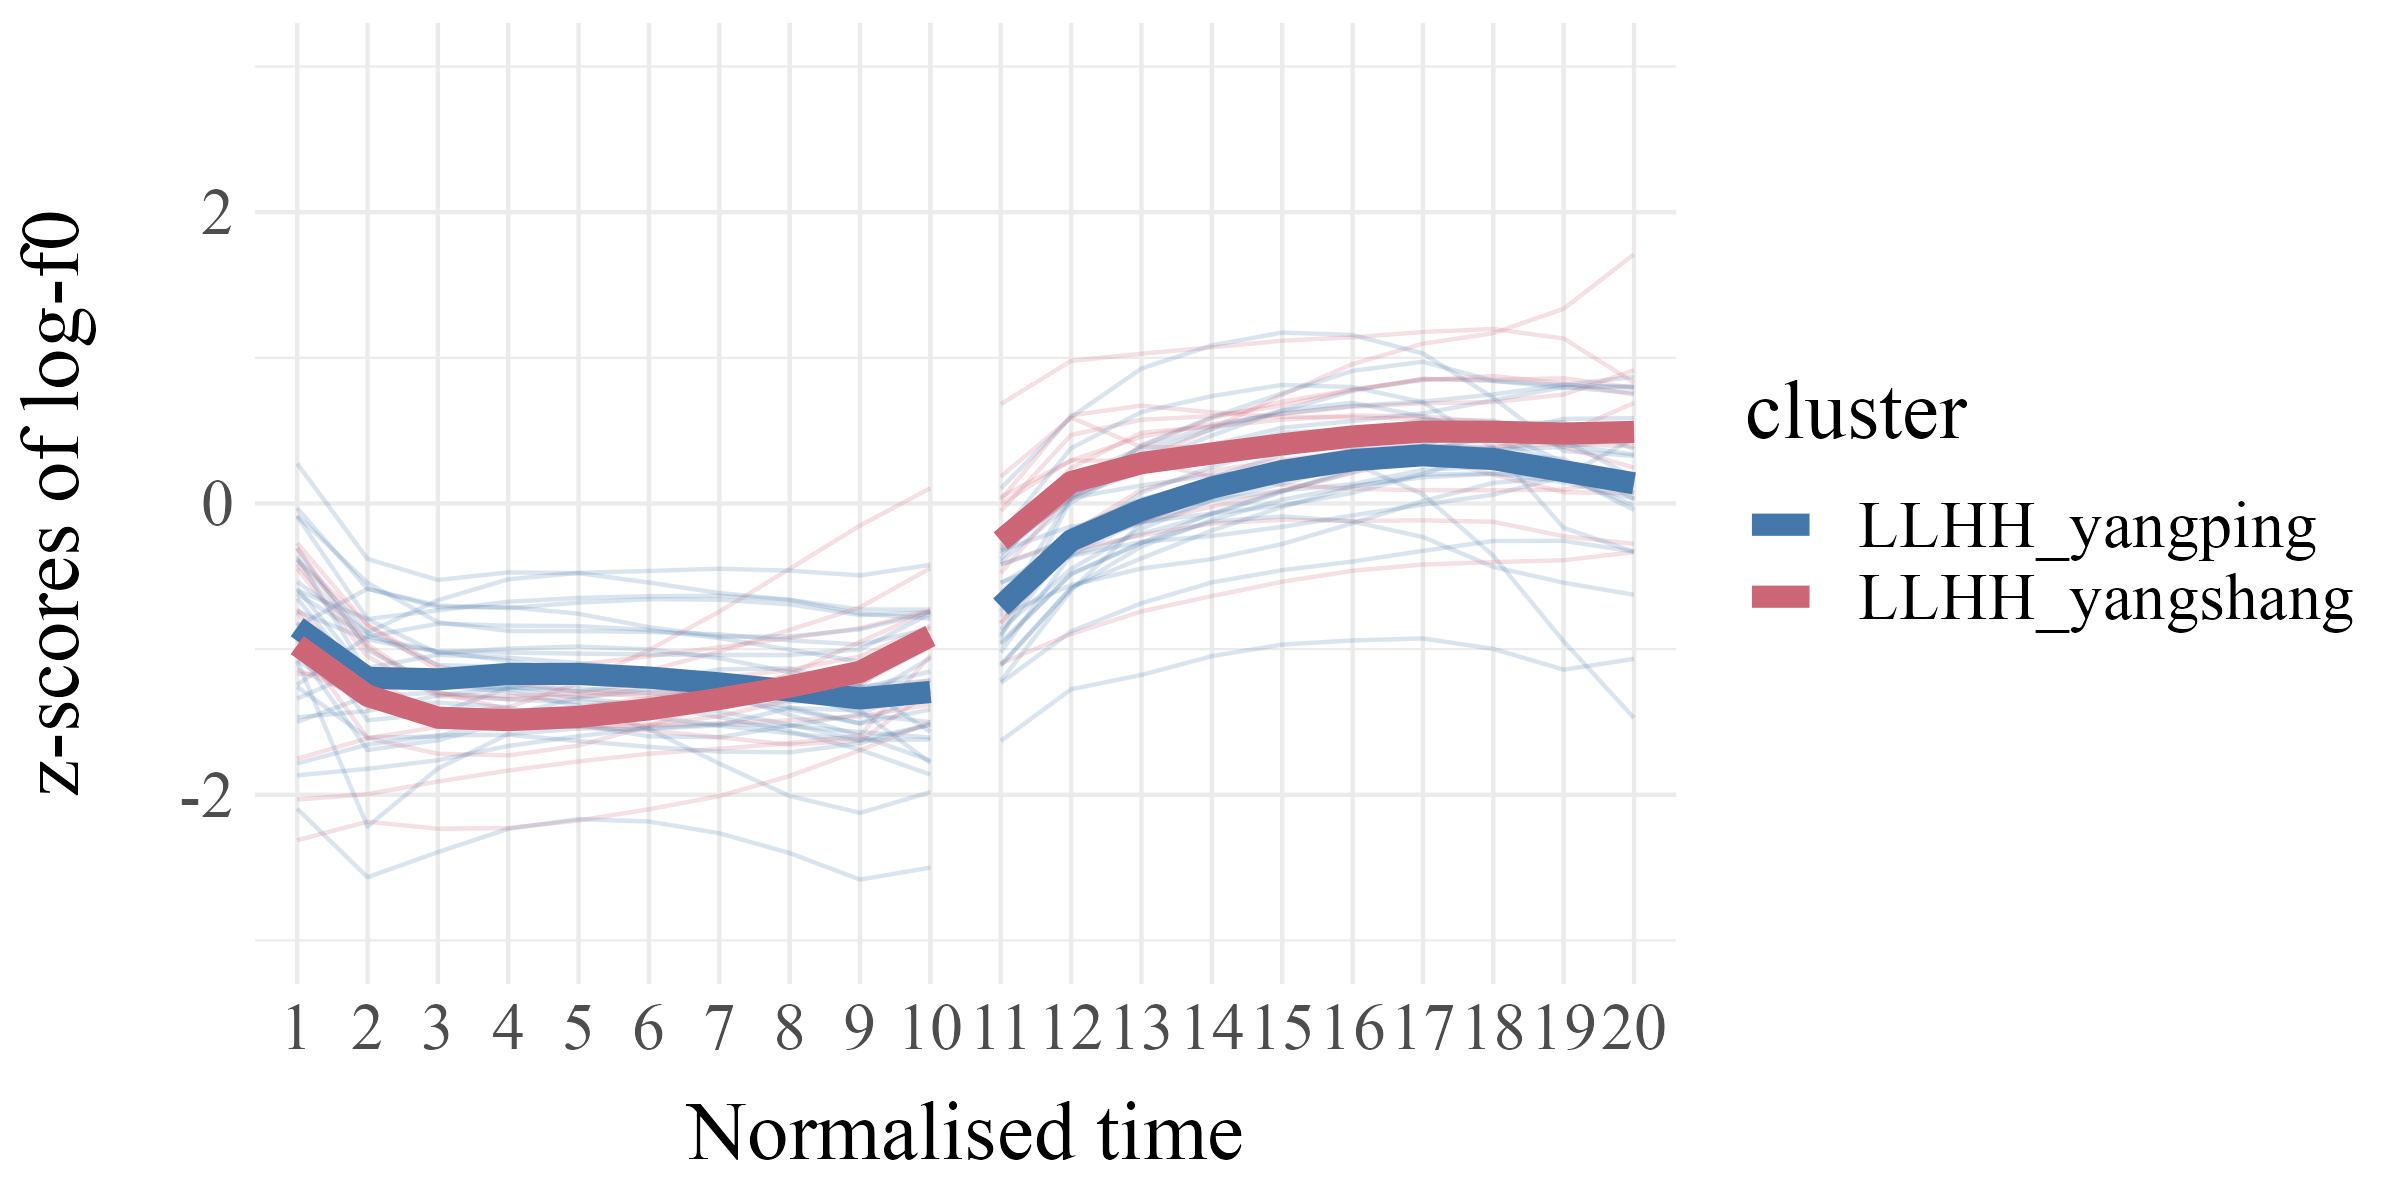 z-scores of log-f0
2
0
-2
1 2 3 4 5 6 7 8 9 10 11 12 13 14 15 16 17 18 19 20
Normalised time
cluster
LLHH_yangping
LLHH_yangshang